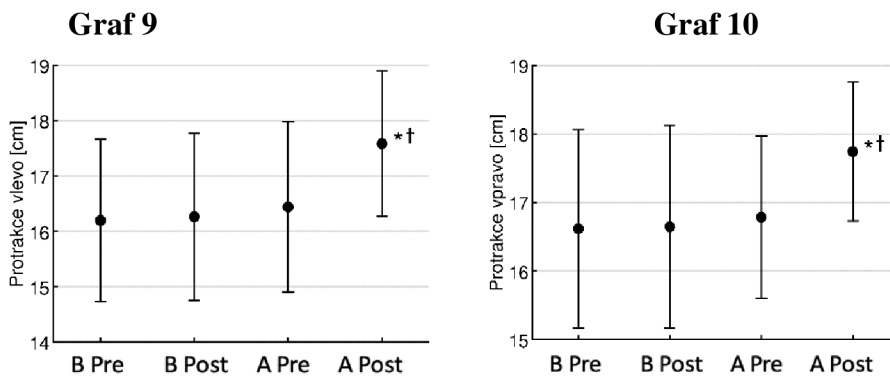 Graf 9
Protrakce vlevo [cm]
19
18
17
16
15
14
*†
B Pre B Post A Pre A Post
Graf 10
Protrakce vpravo [cm]
19
18
17
16
15
*†
B Pre B Post A Pre A Post